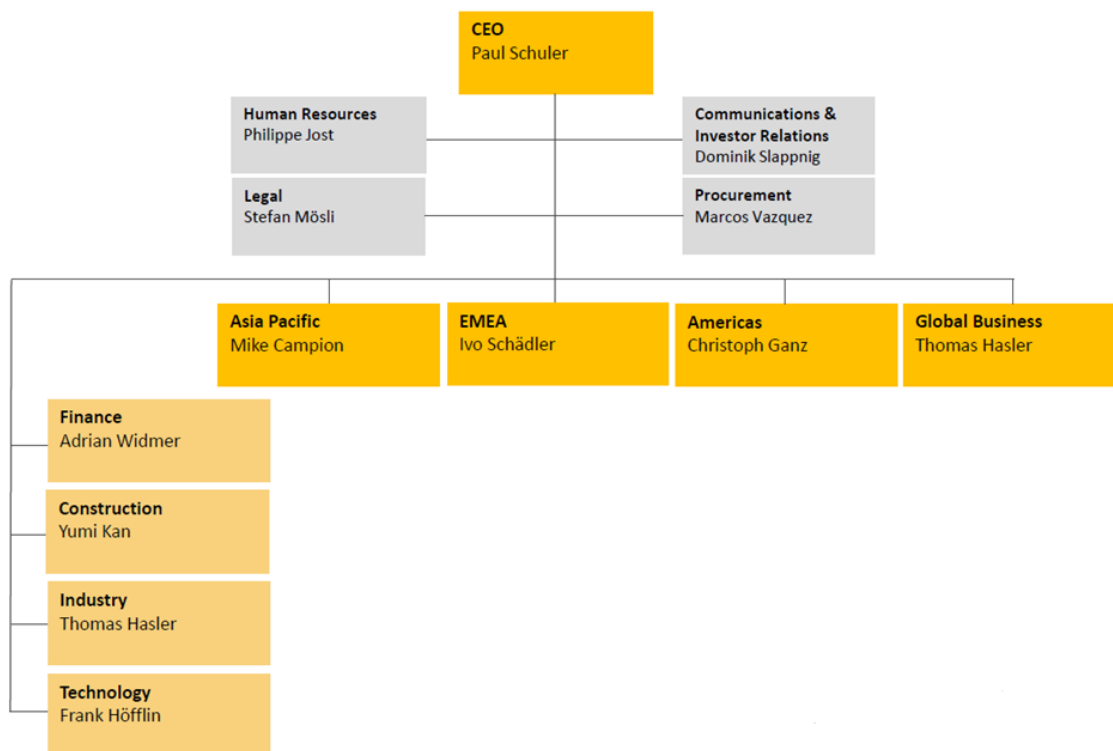 CEO
Paul Schuler
Human Resources
Philippe Jost
Communications &
Investor Relations
Dominik Slappnig
Legal
Stefan Mösli
Procurement
Marcos Vazquez
Asia Pacific
Mike Campion
EMEA
Ivo Schädler
Americas
Christoph Ganz
Global Business
Thomas Hasler
Finance
Adrian Widmer
Construction
Yumi Kan
Industry
Thomas Hasler
Technology
Frank Höfflin